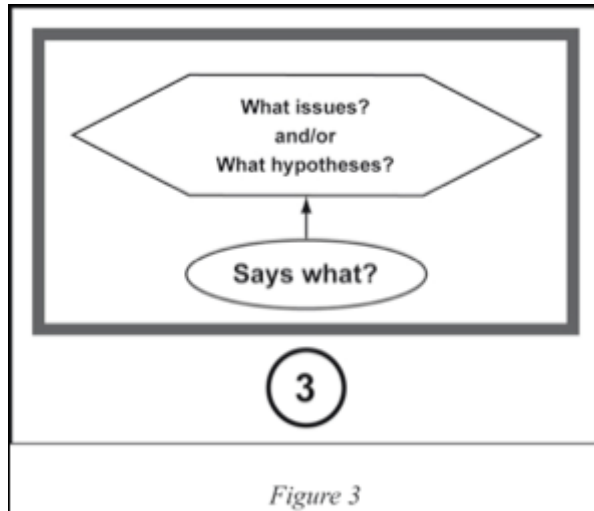 What issues?
and/or
What hypotheses?
Says what?
3
Figure 3